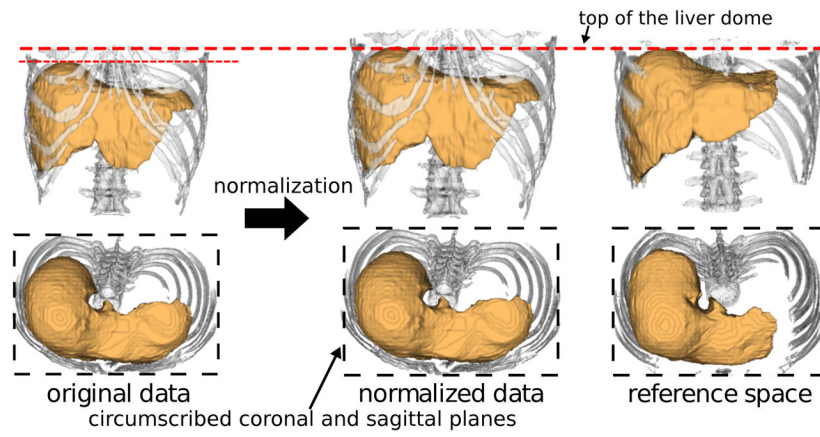 top of the liver dome
normalization
original data
normalized data
reference space
circumscribed coronal and sagittal planes